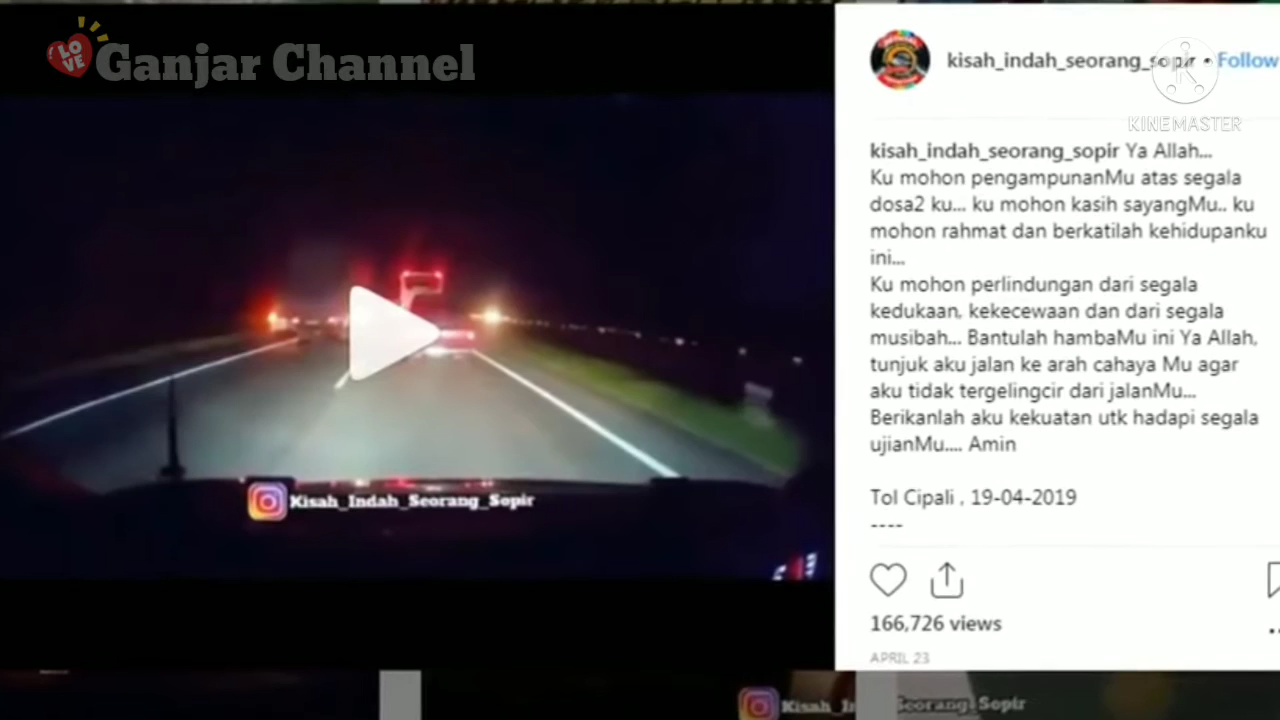 LOVE
Ganjar Channel
kisah_indah_seorang_sopir • Follow
KINEMASTER
kisah_indah_seorang_sopir Ya Allah...
Ku mohon pengampunanMu atas segala
dosa2 ku... ku mohon kasih sayangMu.. ku
mohon rahmat dan berkatilah kehidupanku
ini...
Ku mohon perlindungan dari segala
kedukaan, kekecewaan dan dari segala
musibah... Bantulah hambaMu ini Ya Allah,
tunjuk aku jalan ke arah cahaya Mu agar
aku tidak tergelingcir dari jalanMu...
Berikanlah aku kekuatan utk hadapi segala
ujianMu.... Amin
Tol Cipali , 19-04-2019
----
Kisah_Indah_Seorang_Sopir
166,726 views
APRIL 23
Seorang Sopir